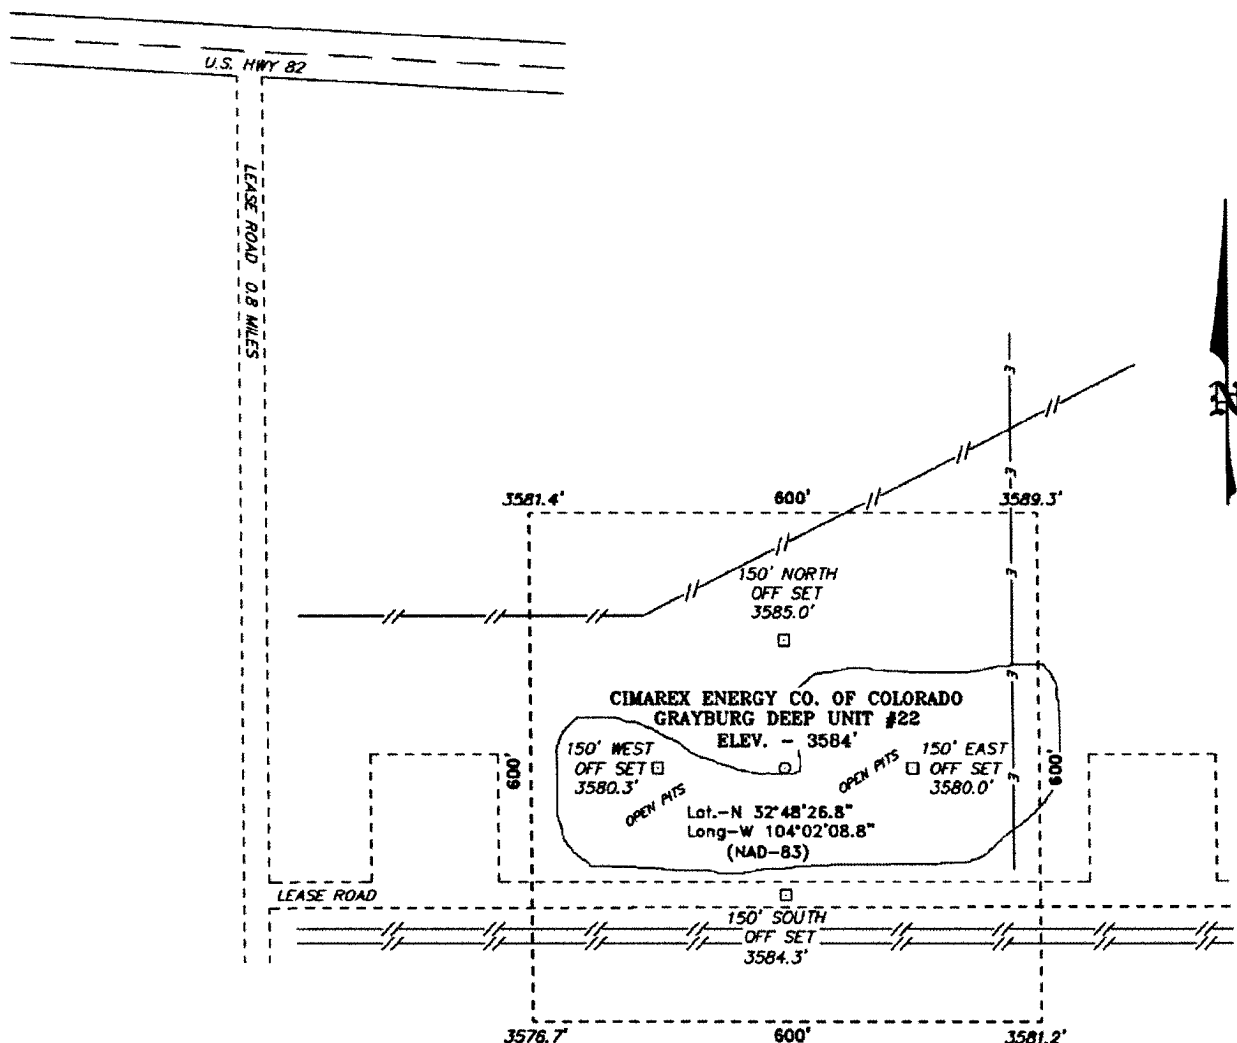 U.S. HWY 82
LEASE ROAD 0.8 MILES
N
3581.4'
600'
3589.3'
150' NORTH
OFF SET
3585.0'
CIMAREX ENERGY CO. OF COLORADO
GRAYBURG DEEP UNIT #22
ELEV. - 3584'
600'
150' WEST
OFF SET
3580.3'
OPEN PITS
OPEN PITS
150' EAST
OFF SET
3580.0'
600'
Lat.-N 32°48'26.8"
Long-W 104°02'08.8"
(NAD-83)
LEASE ROAD
150' SOUTH
OFF SET
3584.3'
3576.7'
600'
3581.2'